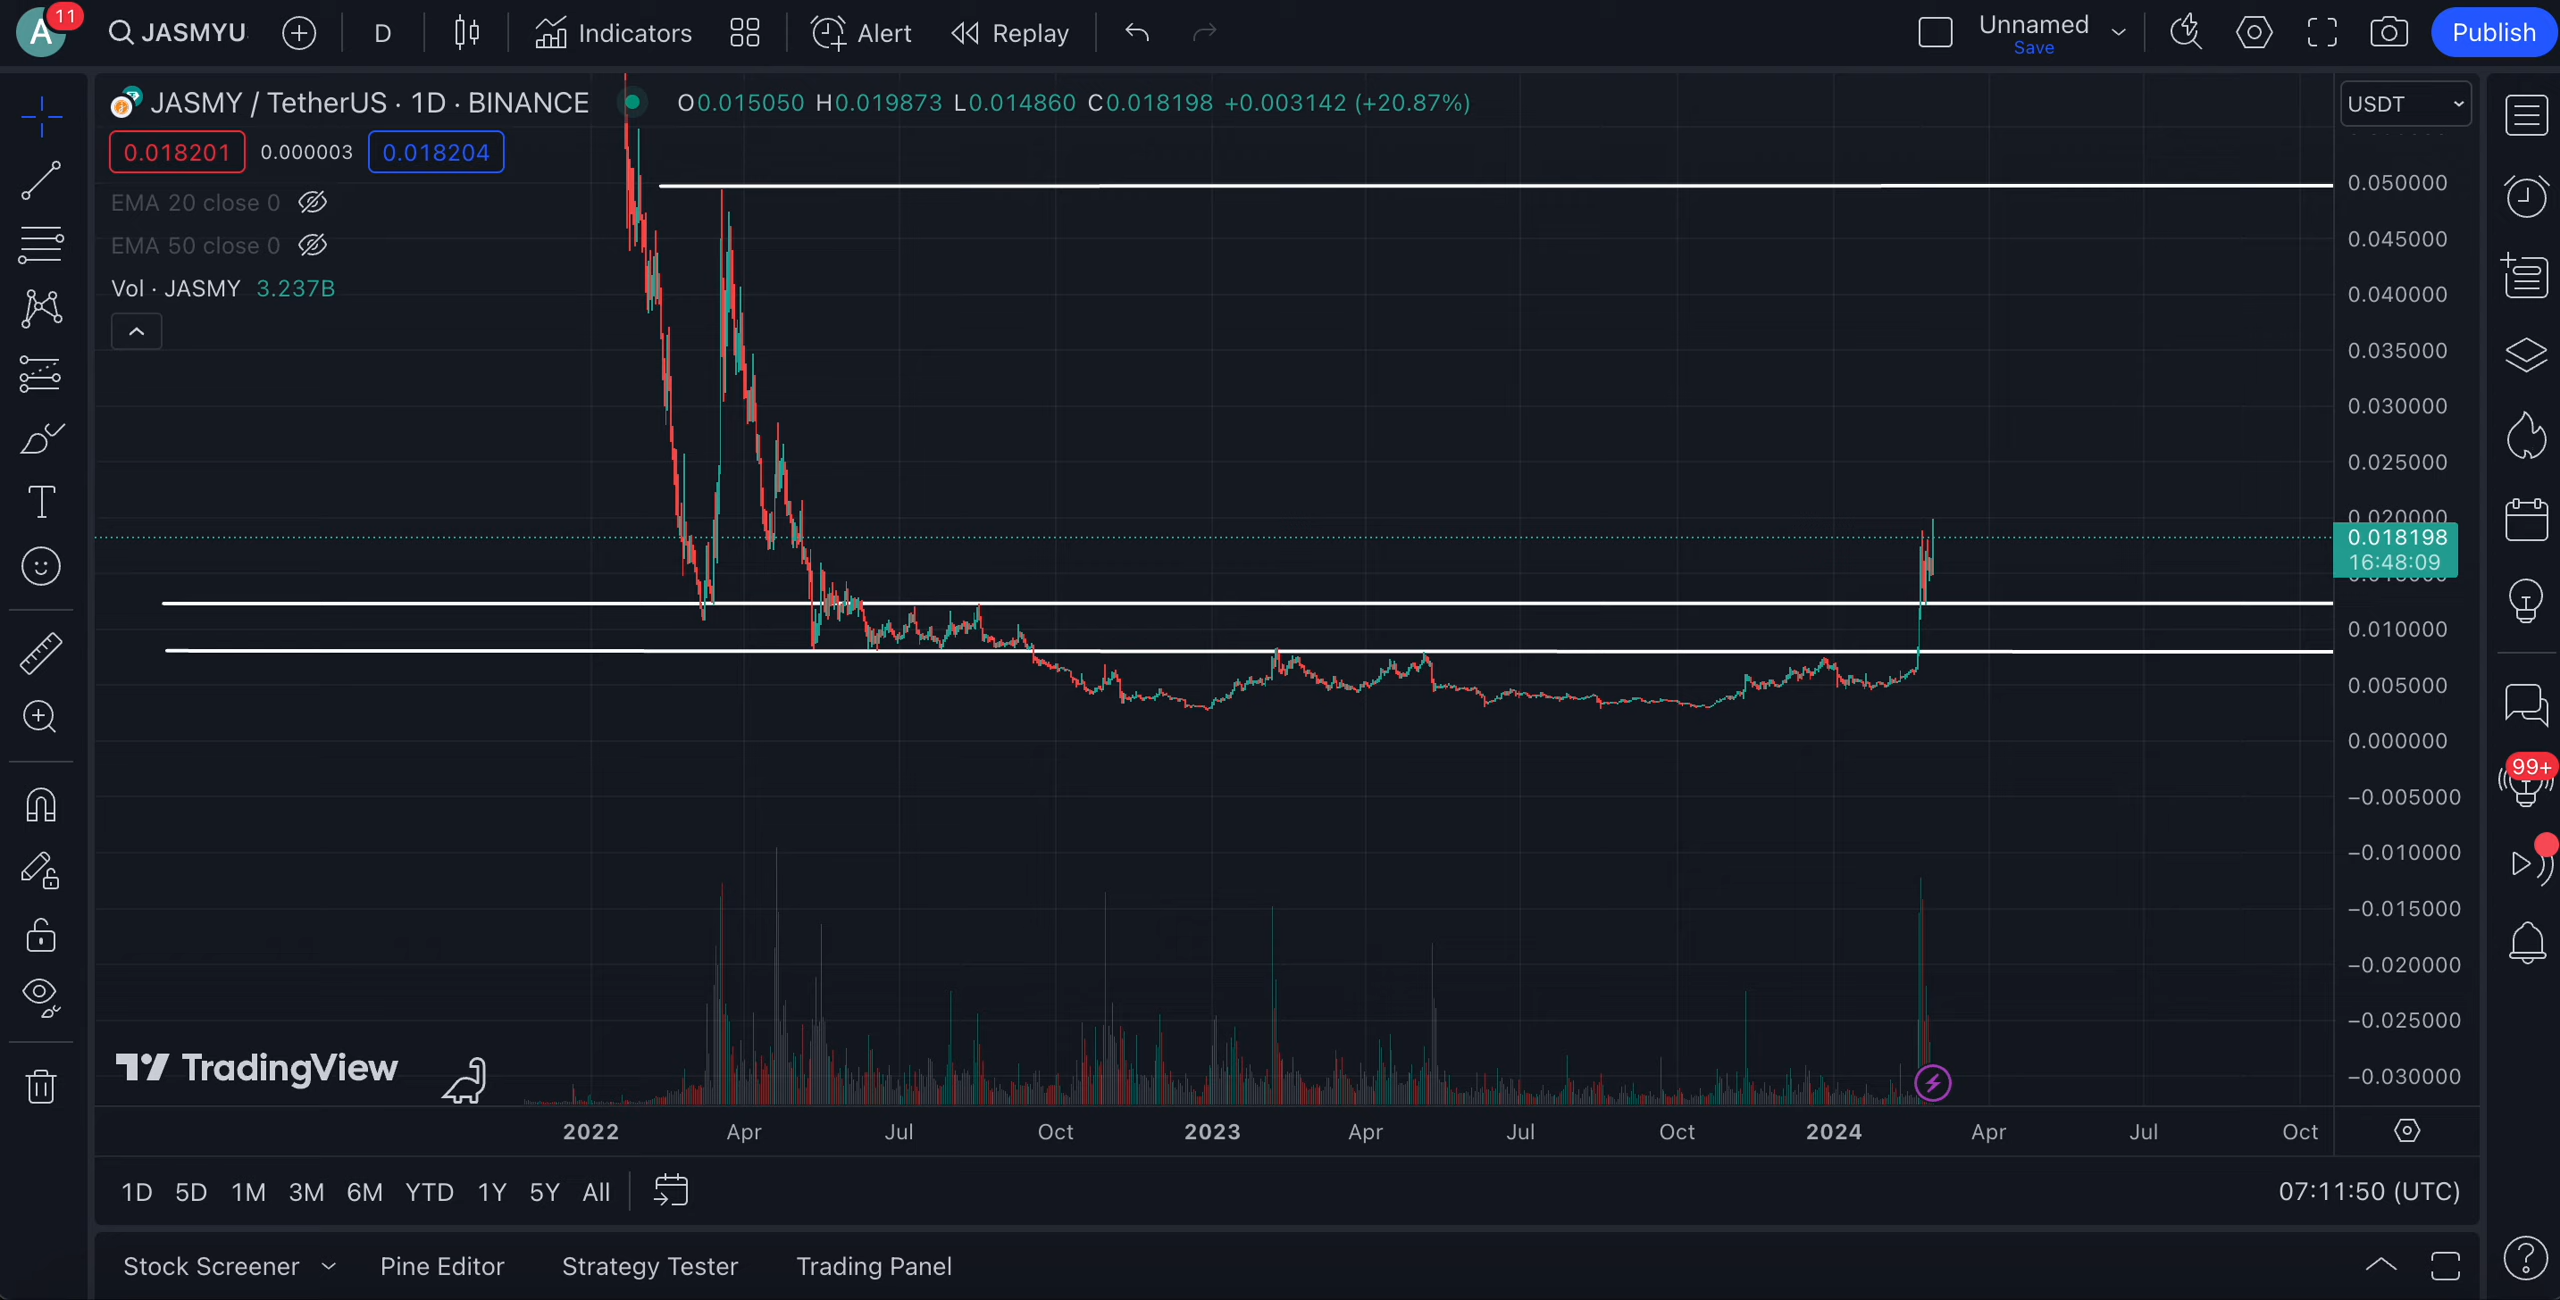 A 11 JASMYU D Indicators Alert Replay Unnamed Save Publish
JASMY / TetherUS · 1D · BINANCE O0.015050 H0.019873 L0.014860 C0.018198 +0.003142 (+20.87%)
USDT
0.018201 0.000003 0.018204
EMA 20 close 0
EMA 50 close 0
Vol · JASMY 3.237B
0.050000
0.045000
0.040000
0.035000
0.030000
0.025000
0.020000
0.018198
16:48:09
0.010000
0.005000
0.000000
−0.005000
−0.010000
−0.015000
−0.020000
−0.025000
−0.030000
99+
TradingView
2022 Apr Jul Oct 2023 Apr Jul Oct 2024 Apr Jul Oct
1D 5D 1M 3M 6M YTD 1Y 5Y All 07:11:50 (UTC)
Stock Screener Pine Editor Strategy Tester Trading Panel